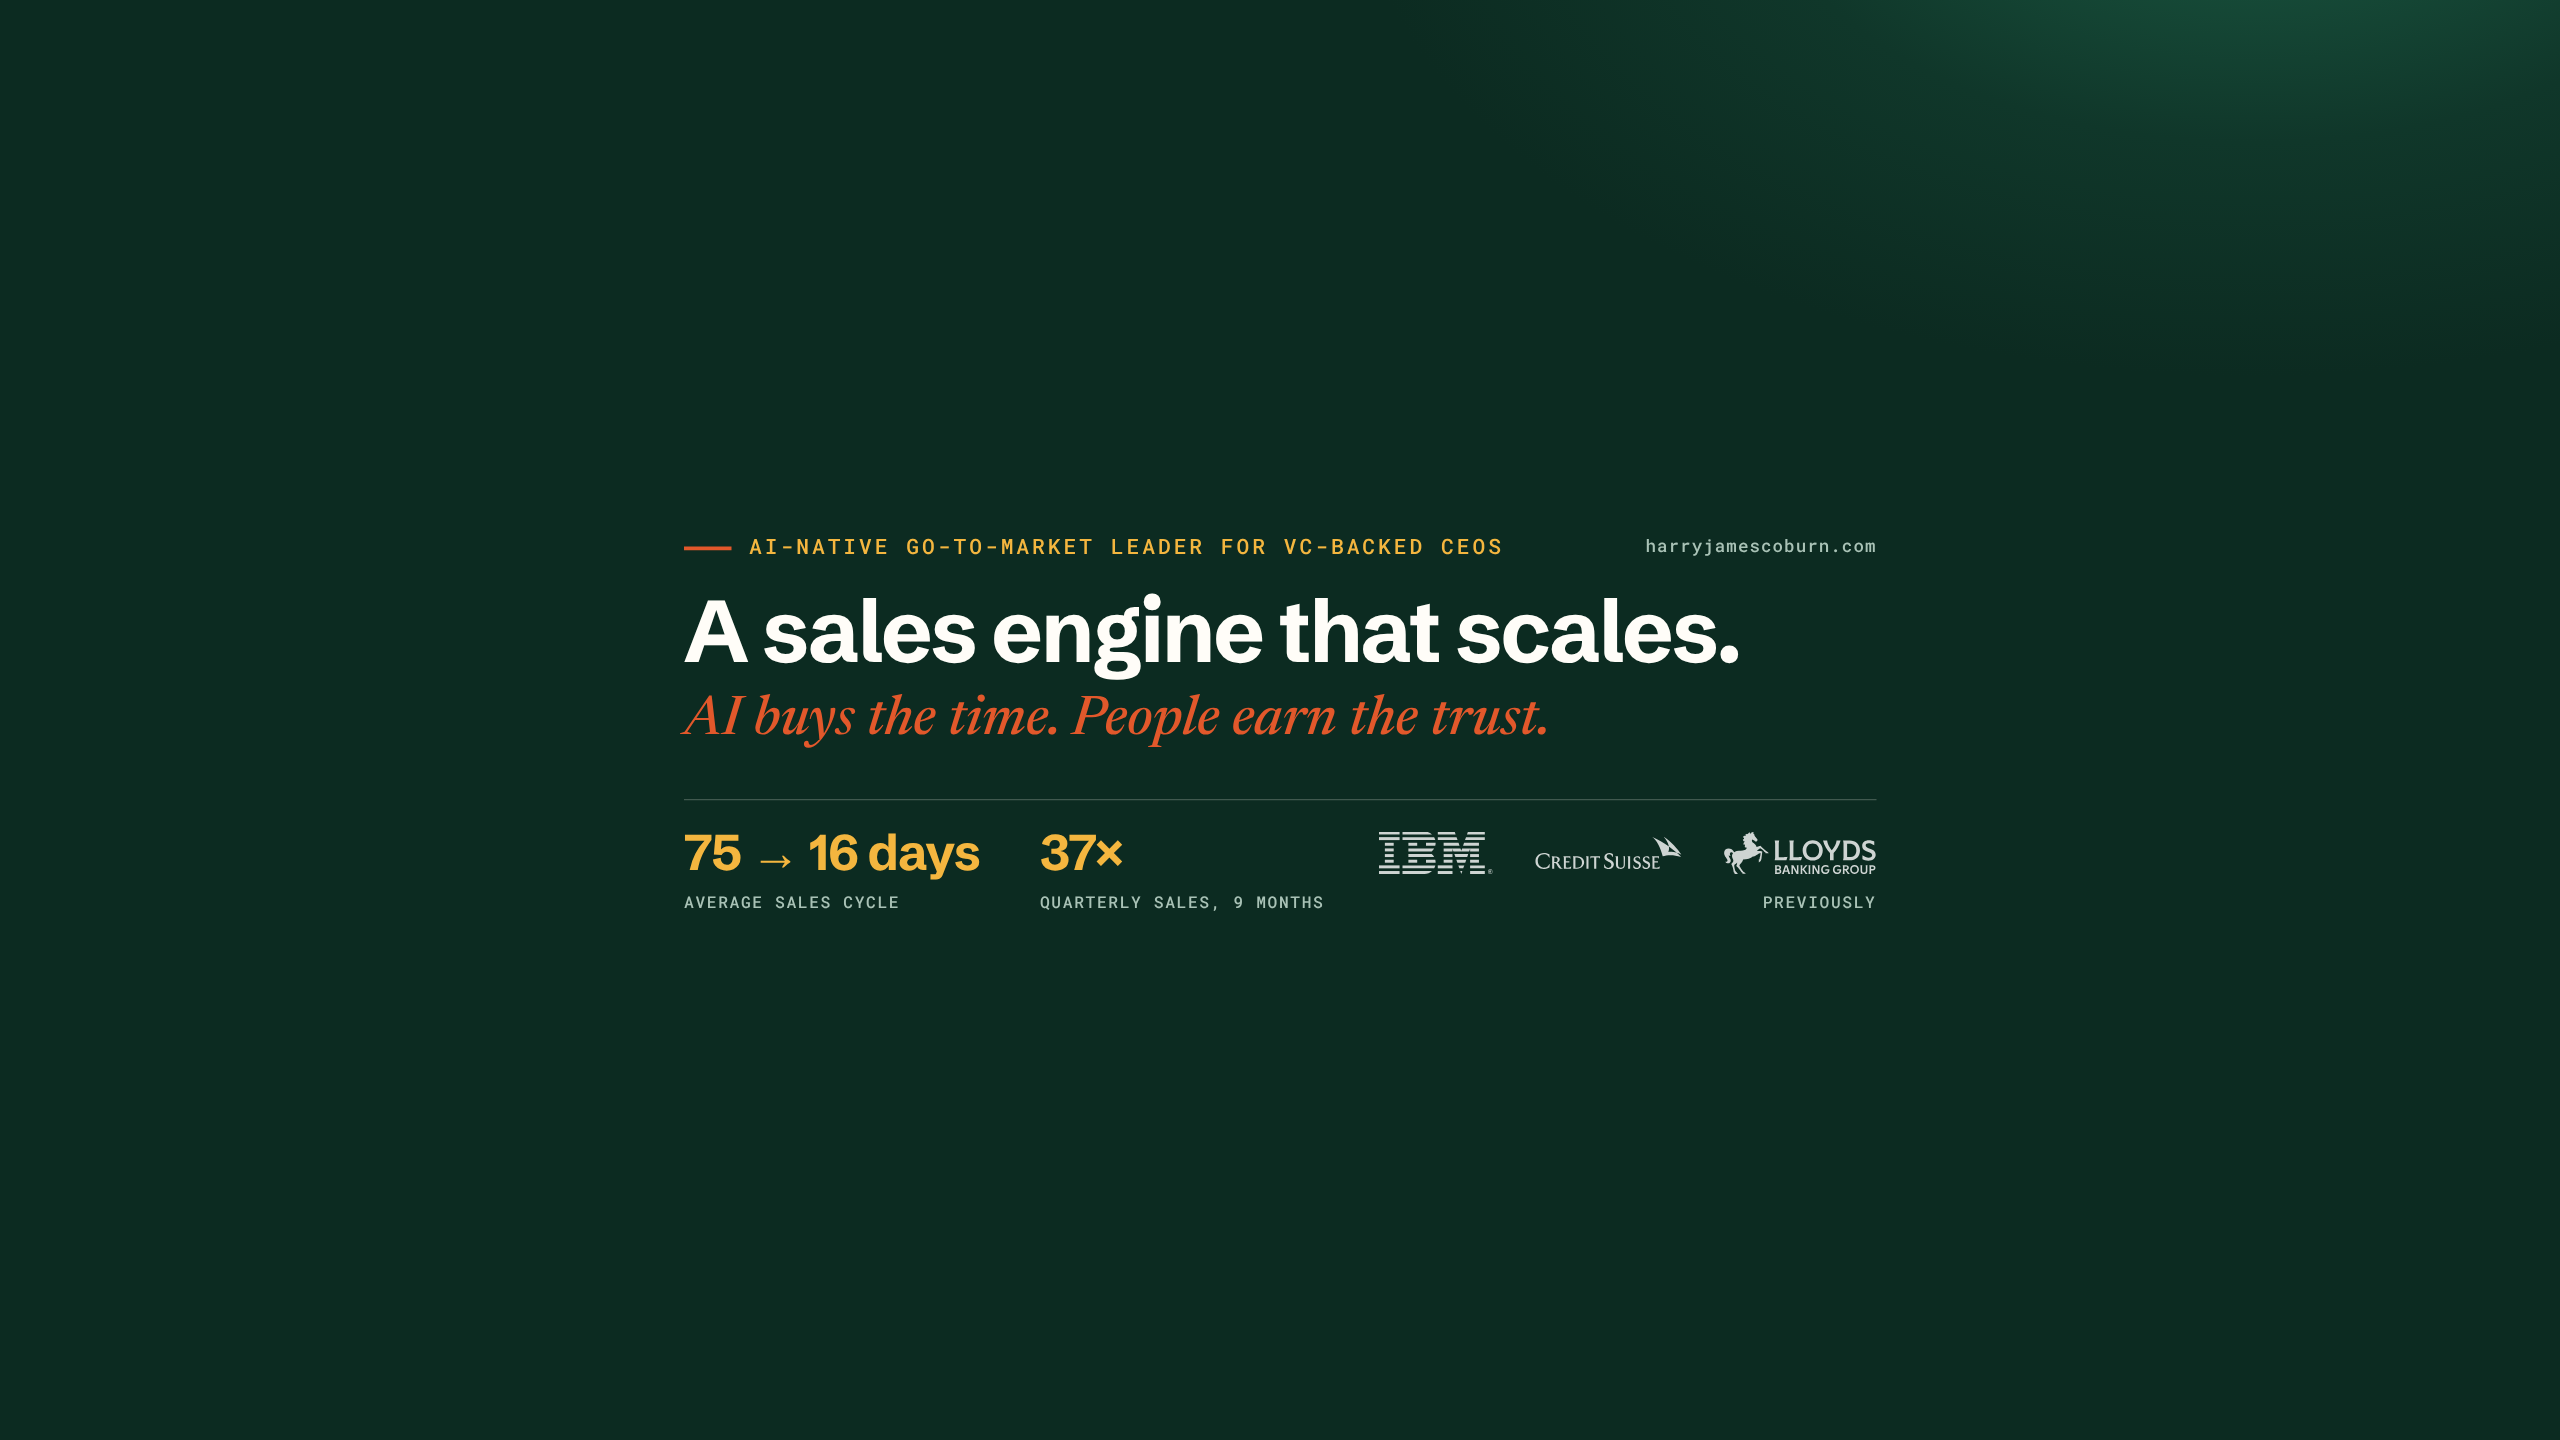 AI-NATIVE GO-TO-MARKET LEADER FOR VC-BACKED CEOS
harryjamescoburn.com
A sales engine that scales.
AI buys the time. People earn the trust.
75 → 16 days
AVERAGE SALES CYCLE
37×
QUARTERLY SALES, 9 MONTHS
IBM®
CREDIT SUISSE
LLOYDS
BANKING GROUP
PREVIOUSLY